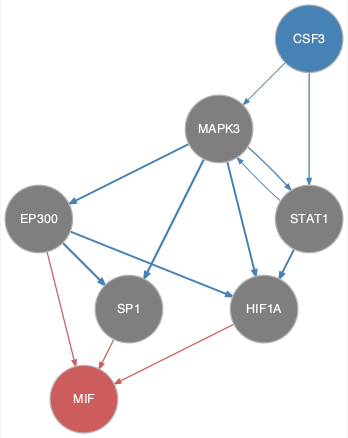 CSF3
MAPK3
EP300
STAT1
SP1
HIF1A
MIF